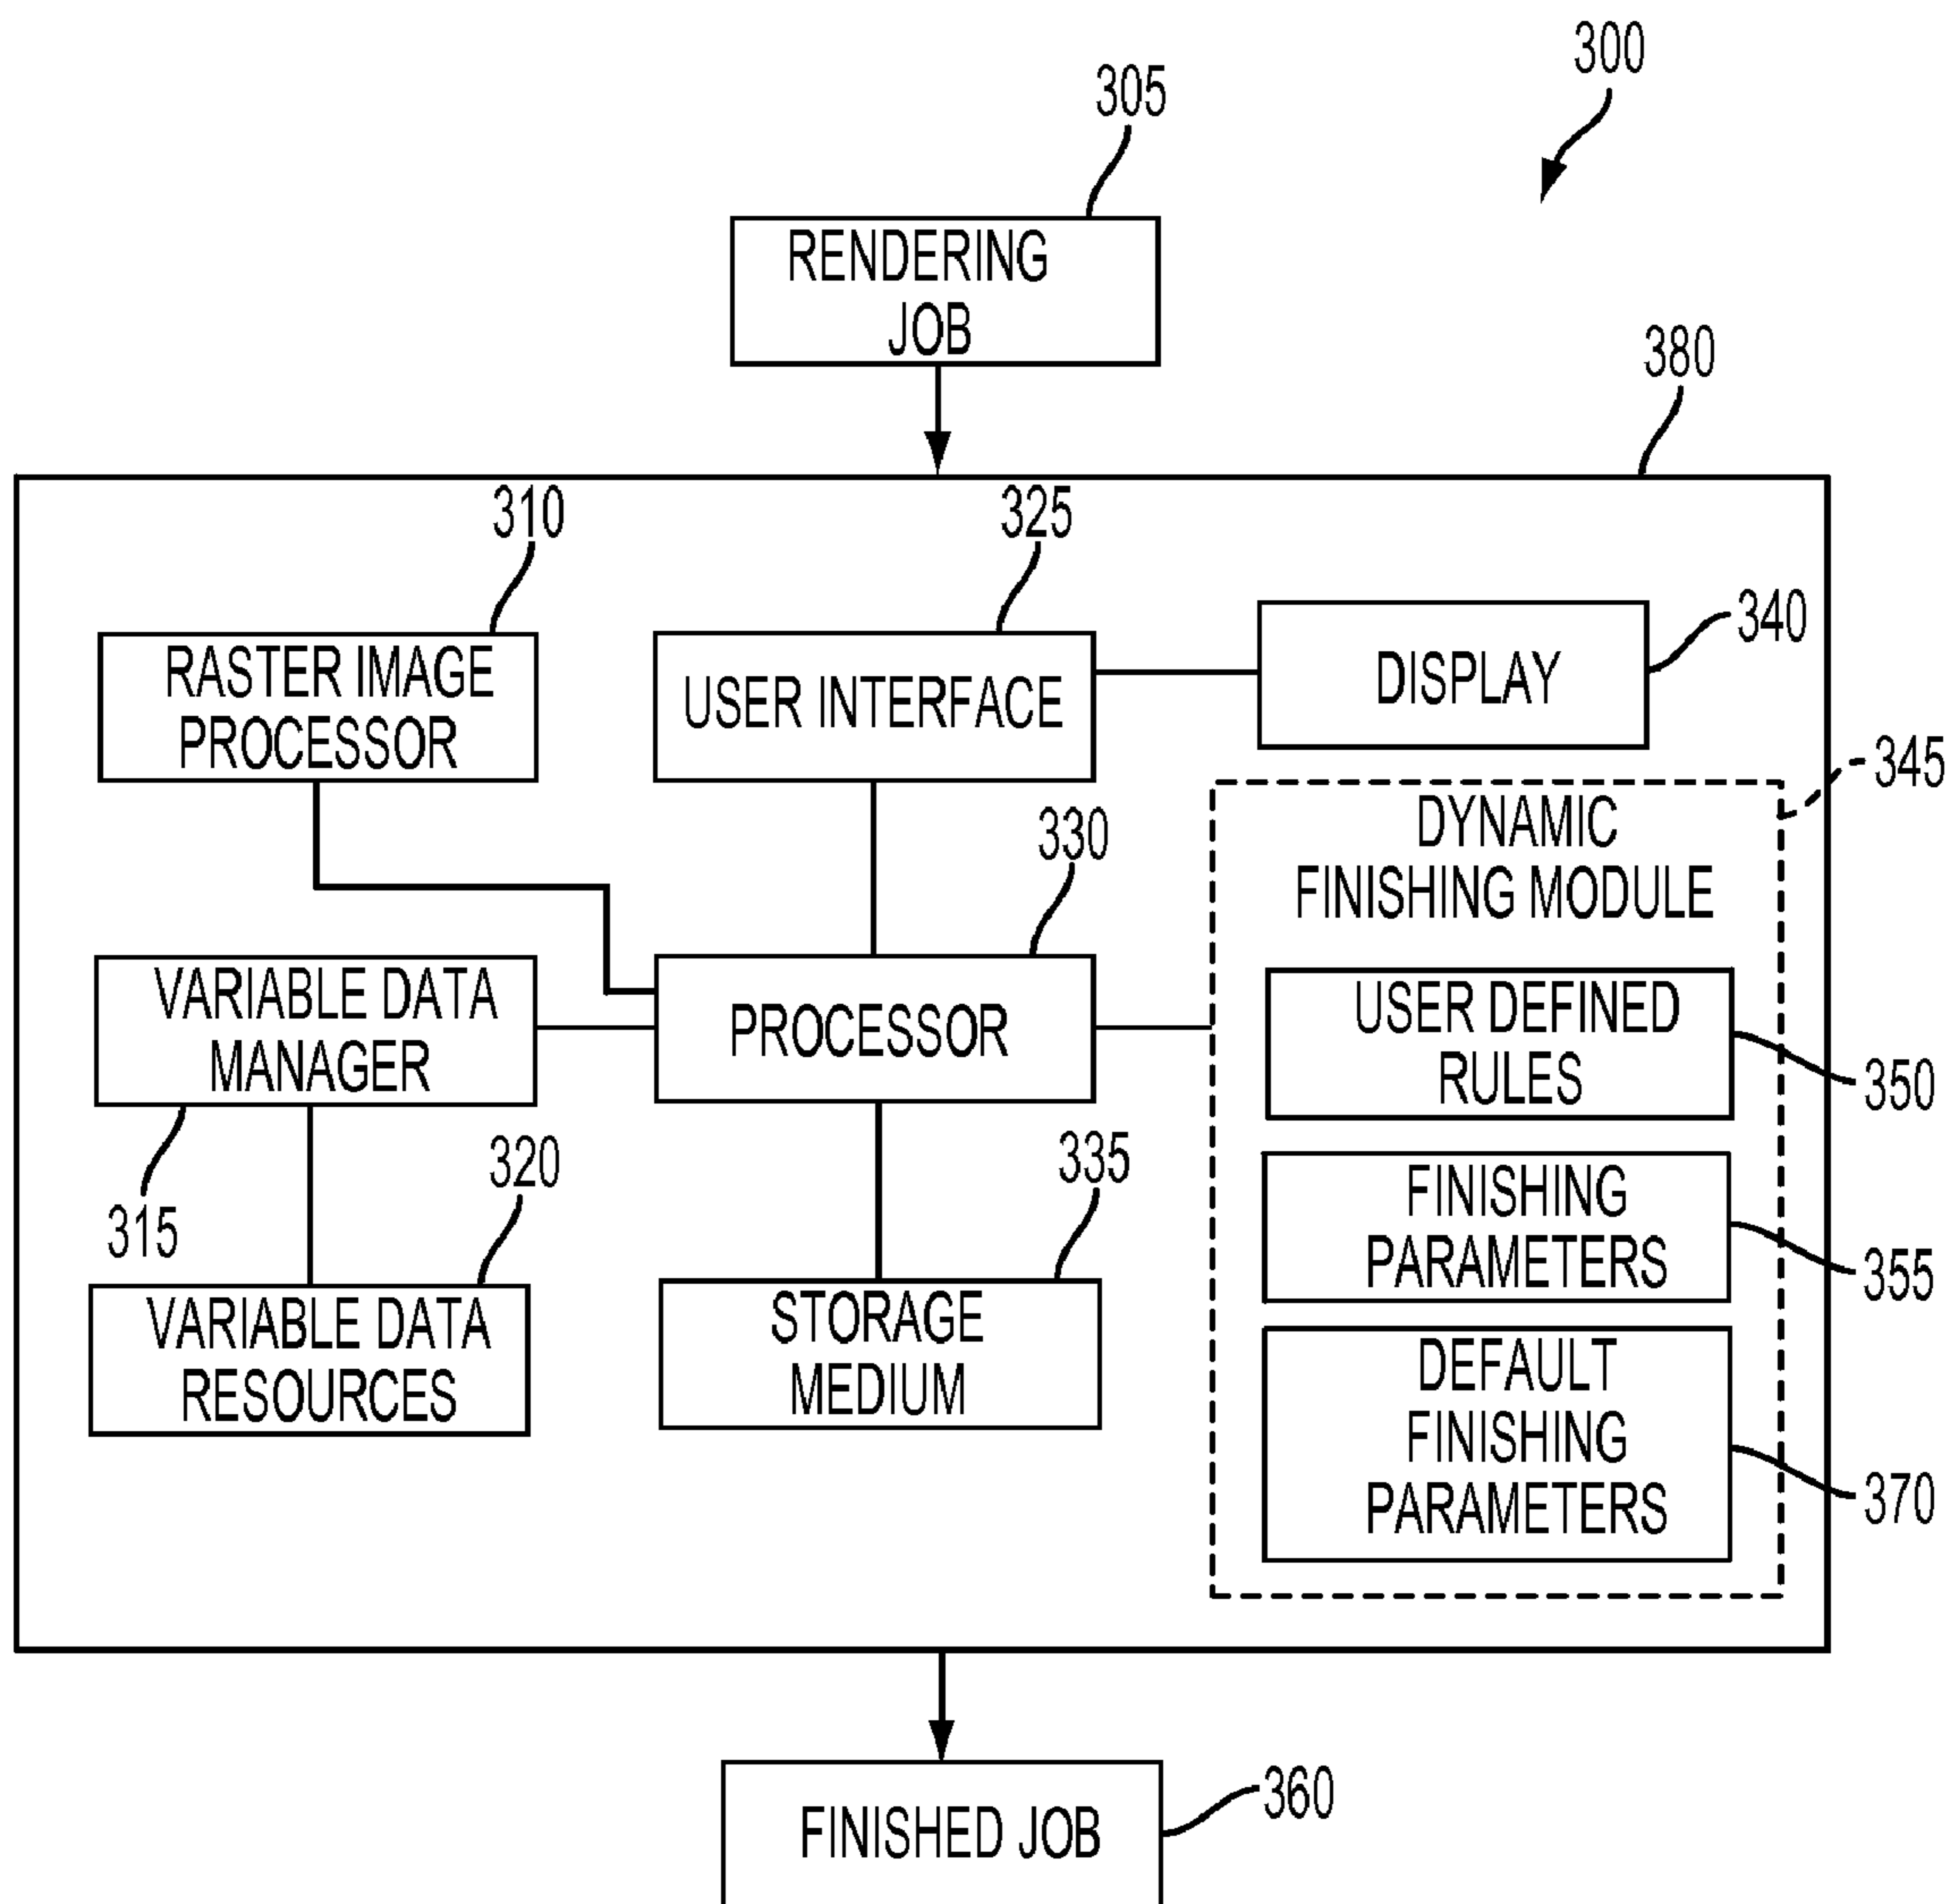 300
305
RENDERING
JOB
380
310
325
RASTER IMAGE
PROCESSOR
USER INTERFACE
DISPLAY
340
345
DYNAMIC
FINISHING MODULE
330
VARIABLE DATA
MANAGER
PROCESSOR
USER DEFINED
RULES
350
315
320
335
FINISHING
PARAMETERS
355
VARIABLE DATA
RESOURCES
STORAGE
MEDIUM
DEFAULT
FINISHING
PARAMETERS
370
FINISHED JOB
360